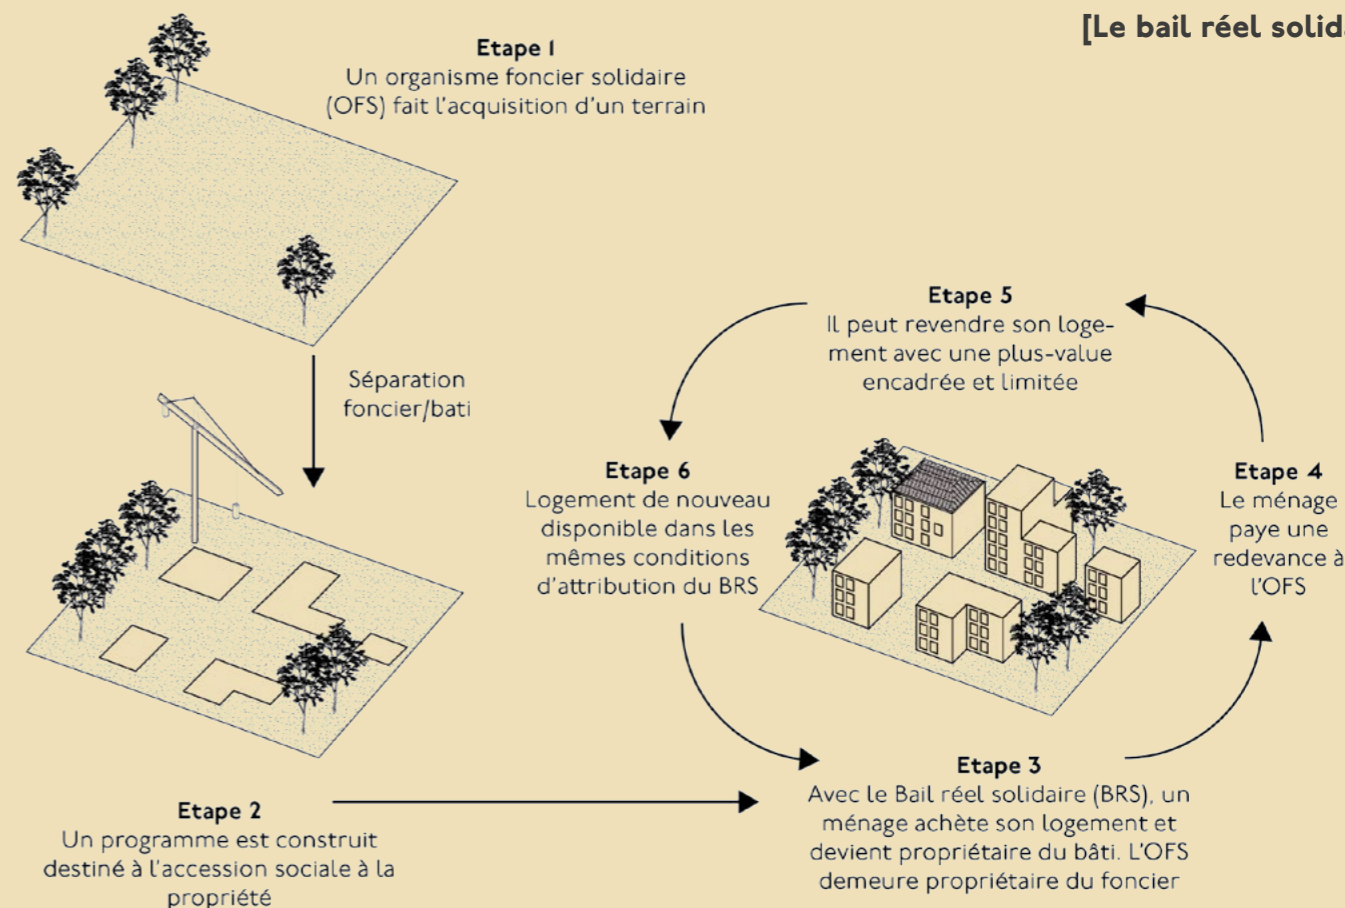 [Le bail réel solida
Etape 1
Un organisme foncier solidaire
(OFS) fait l'acquisition d'un terrain
Séparation
foncier/bati
Etape 2
Un programme est construit
destiné à l'accession sociale à la
propriété
Etape 3
Avec le Bail réel solidaire (BRS), un
ménage achète son logement et
devient propriétaire du bâti. L'OFS
demeure propriétaire du foncier
Etape 4
Le ménage
paye une
redevance à
l'OFS
Etape 5
Il peut revendre son loge-
ment avec une plus-value
encadrée et limitée
Etape 6
Logement de nouveau
disponible dans les
mêmes conditions
d'attribution du BRS